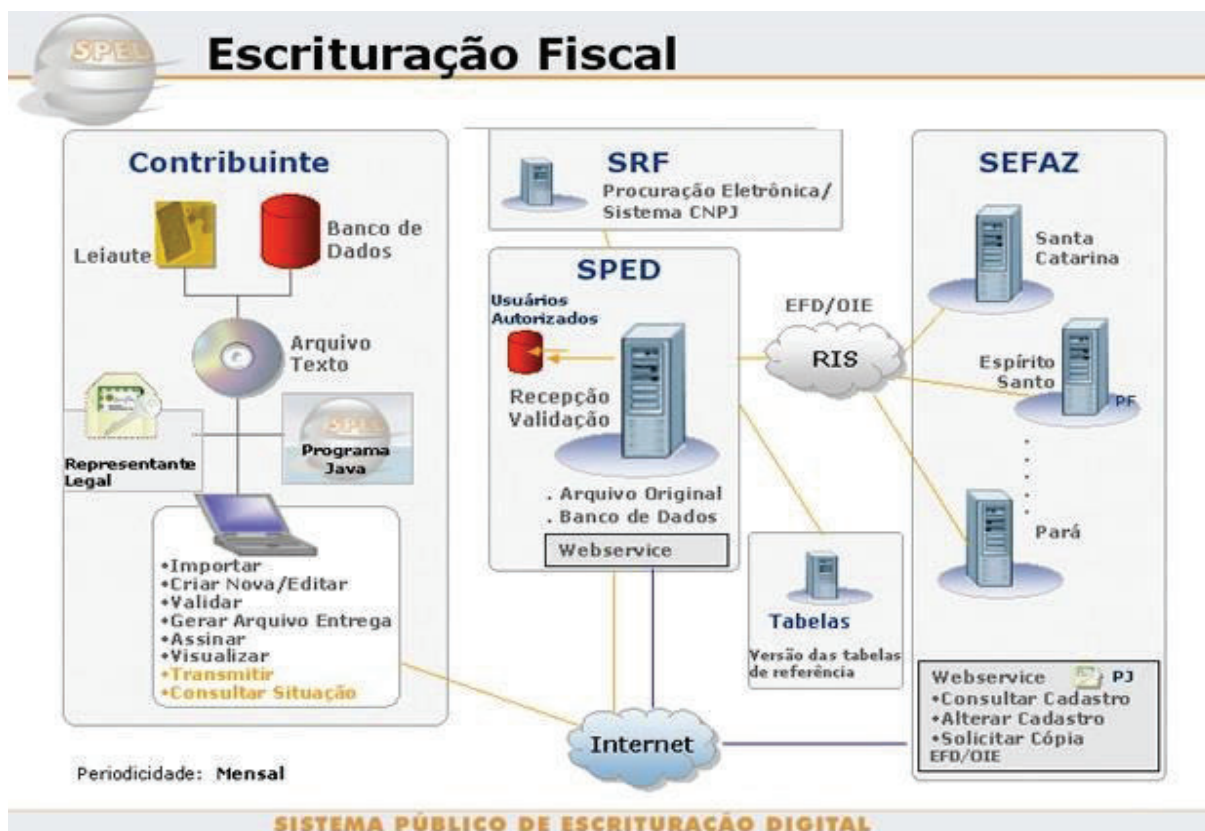 SPED
Escrituração Fiscal
Contribuinte
Leiaute
Banco de
Dados
Arquivo
Texto
Representante
Legal
SPED
Programa
Java
•Importar
•Criar Nova/Editar
•Validar
•Gerar Arquivo Entrega
•Assinar
•Visualizar
•Transmitir
•Consultar Situação
Periodicidade: Mensal
SRF
Procuração Eletrônica/
Sistema CNPJ
SPED
Usuários
Autorizados
Recepção
Validação
. Arquivo Original
. Banco de Dados
Webservice
EFD/OIE
RIS
Tabelas
Versão das tabelas
de referência
Internet
SEFAZ
Santa
Catarina
Espírito
Santo
PF
Pará
Webservice PJ
•Consultar Cadastro
•Alterar Cadastro
•Solicitar Cópia
EFD/OIE
SISTEMA PÚBLICO DE ESCRITURAÇÃO DIGITAL